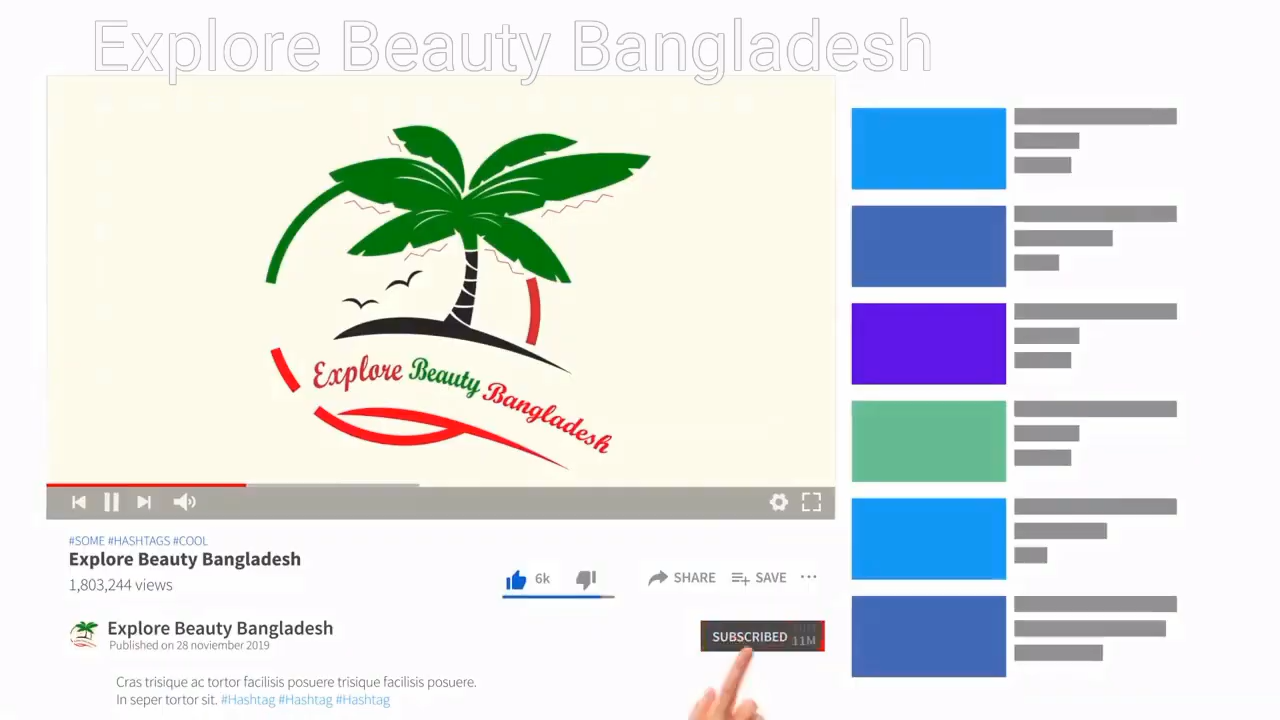 Explore Beauty Bangladesh
Explore Beauty Bangladesh
#SOME #HASHTAGS #COOL
Explore Beauty Bangladesh
1,803,244 views
6k
SHARE
SAVE
Explore Beauty Bangladesh
Published on 28 noviember 2019
SUBSCRIBED 11M
Cras trisique ac tortor facilisis posuere trisique facilisis posuere.
In seper tortor sit. #Hashtag #Hashtag #Hashtag